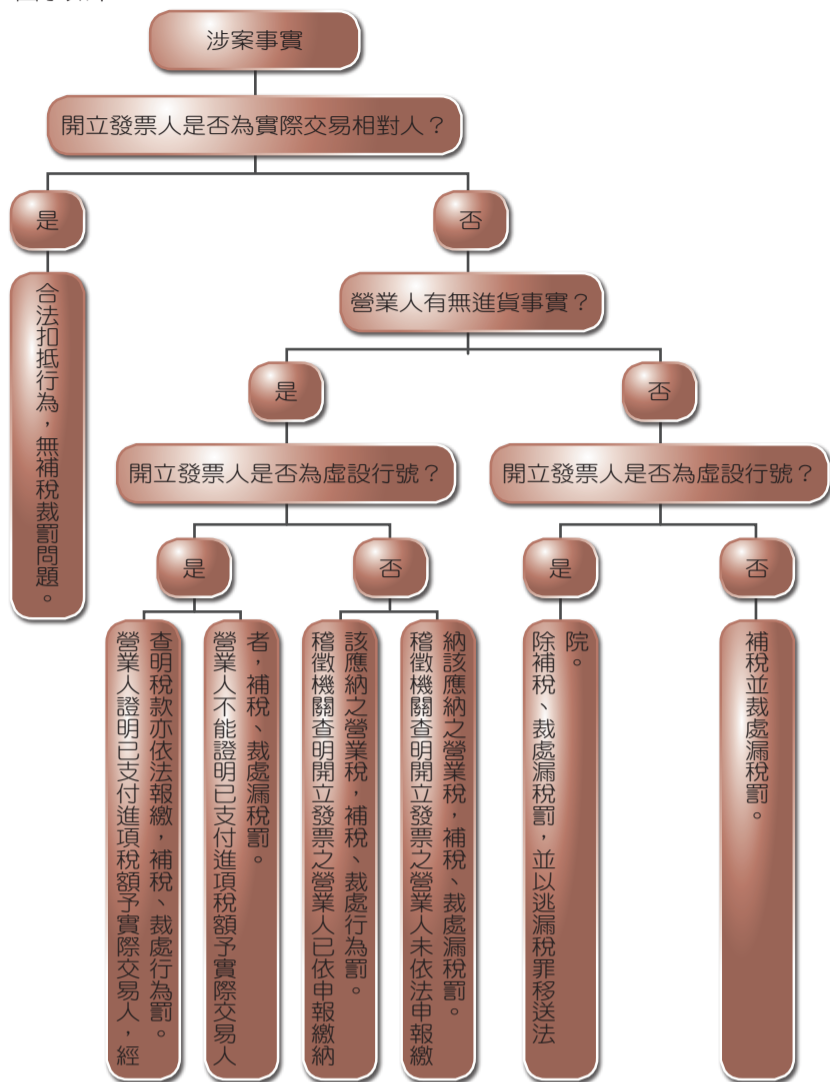 涉案事實
開立發票人是否為實際交易相對人？
是
否
合法扣抵行為，無補稅裁罰問題。
營業人有無進貨事實？
是
否
開立發票人是否為虛設行號？
開立發票人是否為虛設行號？
是
否
是
否
營業人證明已支付進項稅額予實際交易人，經
查明稅款亦依法報繳，補稅、裁處行為罰。
營業人不能證明已支付進項稅額予實際交易人
者，補稅、裁處漏稅罰。
稽徵機關查明開立發票之營業人已依申報繳納
該應納之營業稅，補稅、裁處行為罰。
稽徵機關查明開立發票之營業人未依法申報繳
納該應納之營業稅，補稅、裁處漏稅罰。
除補稅、裁處漏稅罰，並以逃漏稅罪移送法
院。
補稅並裁處漏稅罰。